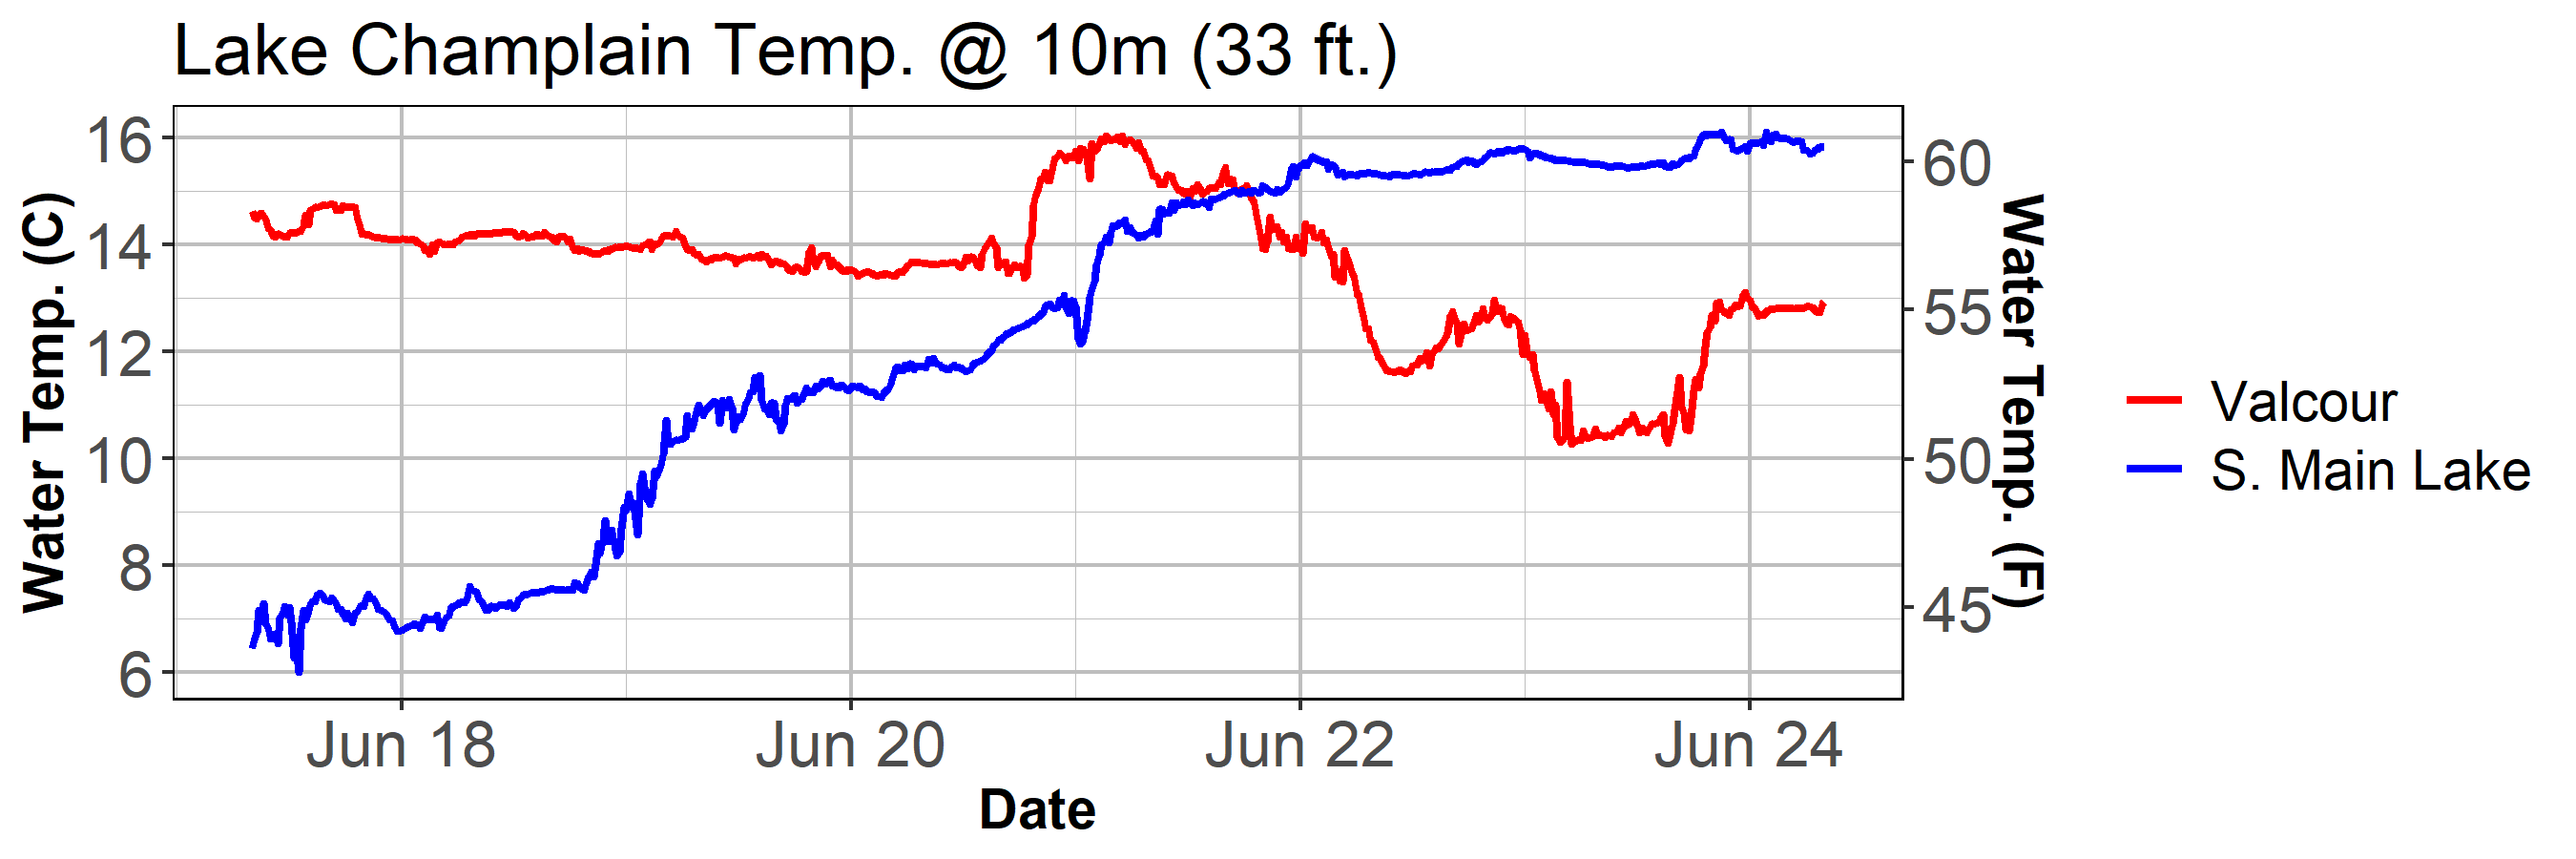 Lake Champlain Temp. @ 10m (33 ft.)
Water Temp. (C)
16
14
12
10
8
6
60
55
50
45
Water Temp. (F)
Jun 18
Jun 20
Jun 22
Jun 24
Date
Valcour
S. Main Lake